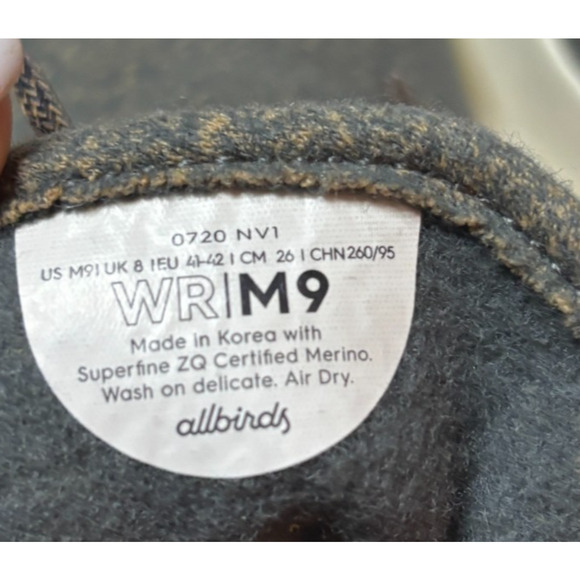 0720 NV1
US M9 | UK 8 | EU 41-42 | CM 26 | CHN 260/95
WR|M9
Made in Korea with
Superfine ZQ Certified Merino.
Wash on delicate. Air Dry.
allbirds